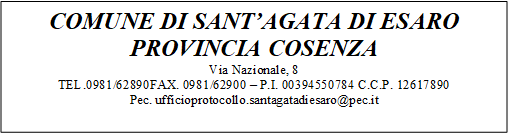 COMUNE DI SANT’AGATA DI ESARO
PROVINCIA COSENZA
Via Nazionale, 8
TEL .0981/62890FAX. 0981/62900 – P.I. 00394550784 C.C.P. 12617890
Pec. ufficioprotocollo.santagatadiesaro@pec.it